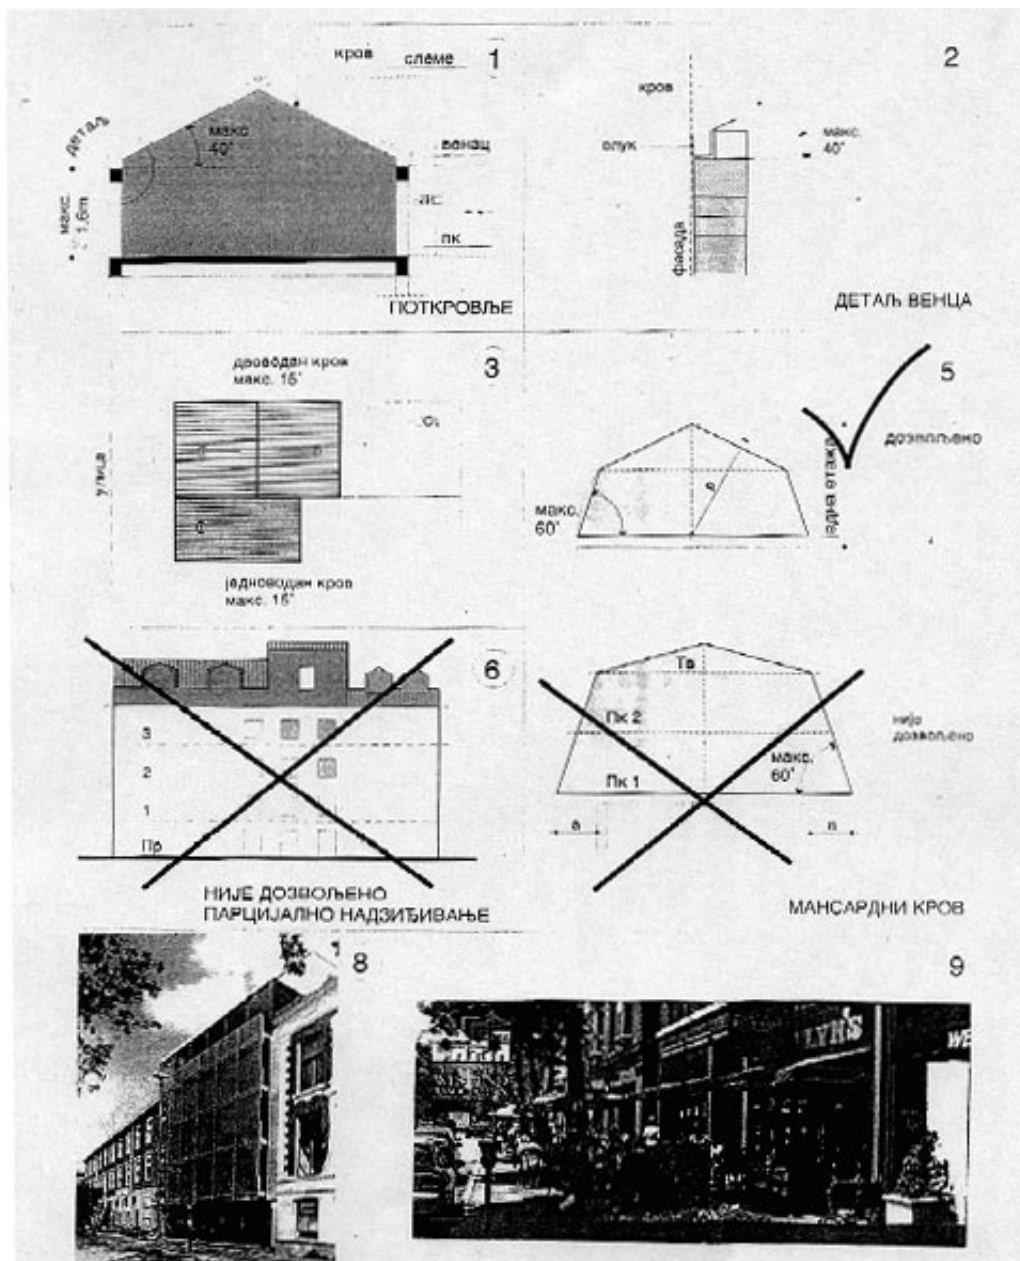 кров слеме 1
макс
40°
• детаљ
венац
макс.
1,6m
пк
ПОТКРОВЉЕ
2
кров
олук
макс.
40°
фасада
ДЕТАЉ ВЕНЦА
3
двоводан кров
макс. 15°
улица
једноводан кров
макс. 15°
5
дозвољено
једна етажа
макс.
60°
6
3
2
1
Пр
НИЈЕ ДОЗВОЉЕНО
ПАРЦИЈАЛНО НАДЗИЂИВАЊЕ
Тв
Пк 2
Пк 1
макс.
60°
није
дозвољено
а
МАНСАРДНИ КРОВ
8
9
LYN'S
WE